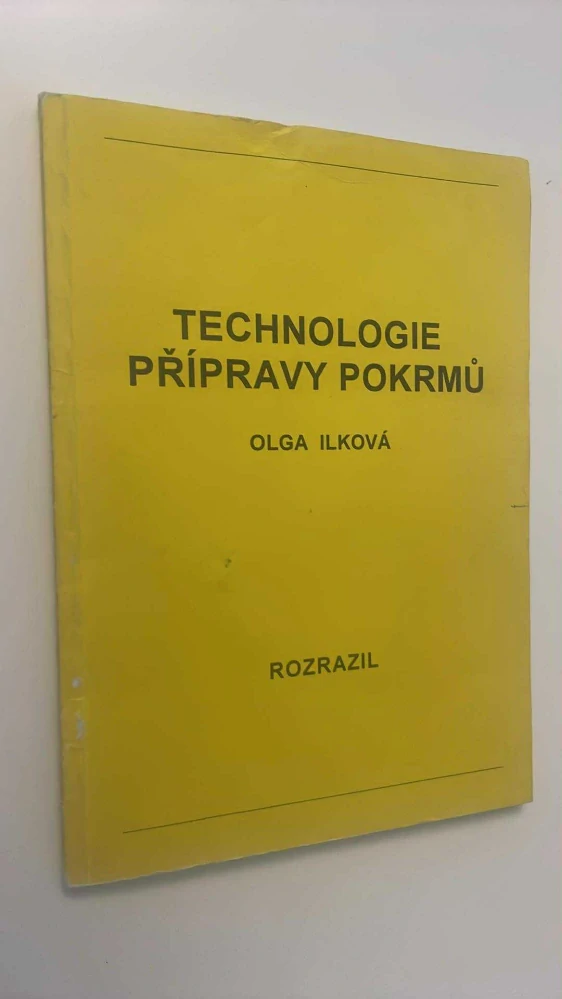 TECHNOLOGIE
PŘÍPRAVY POKRMŮ
OLGA ILKOVÁ
ROZRAZIL